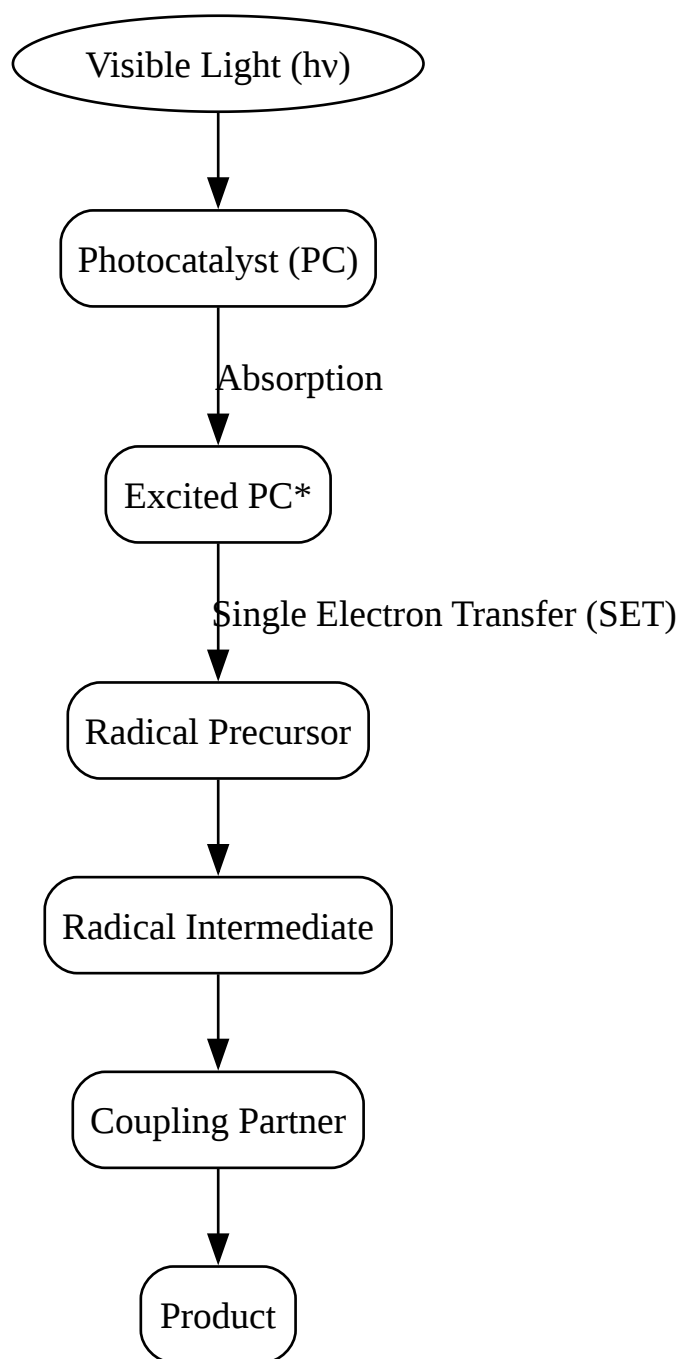 Visible Light (hν)
Photocatalyst (PC)
Absorption
Excited PC*
Single Electron Transfer (SET)
Radical Precursor
Radical Intermediate
Coupling Partner
Product